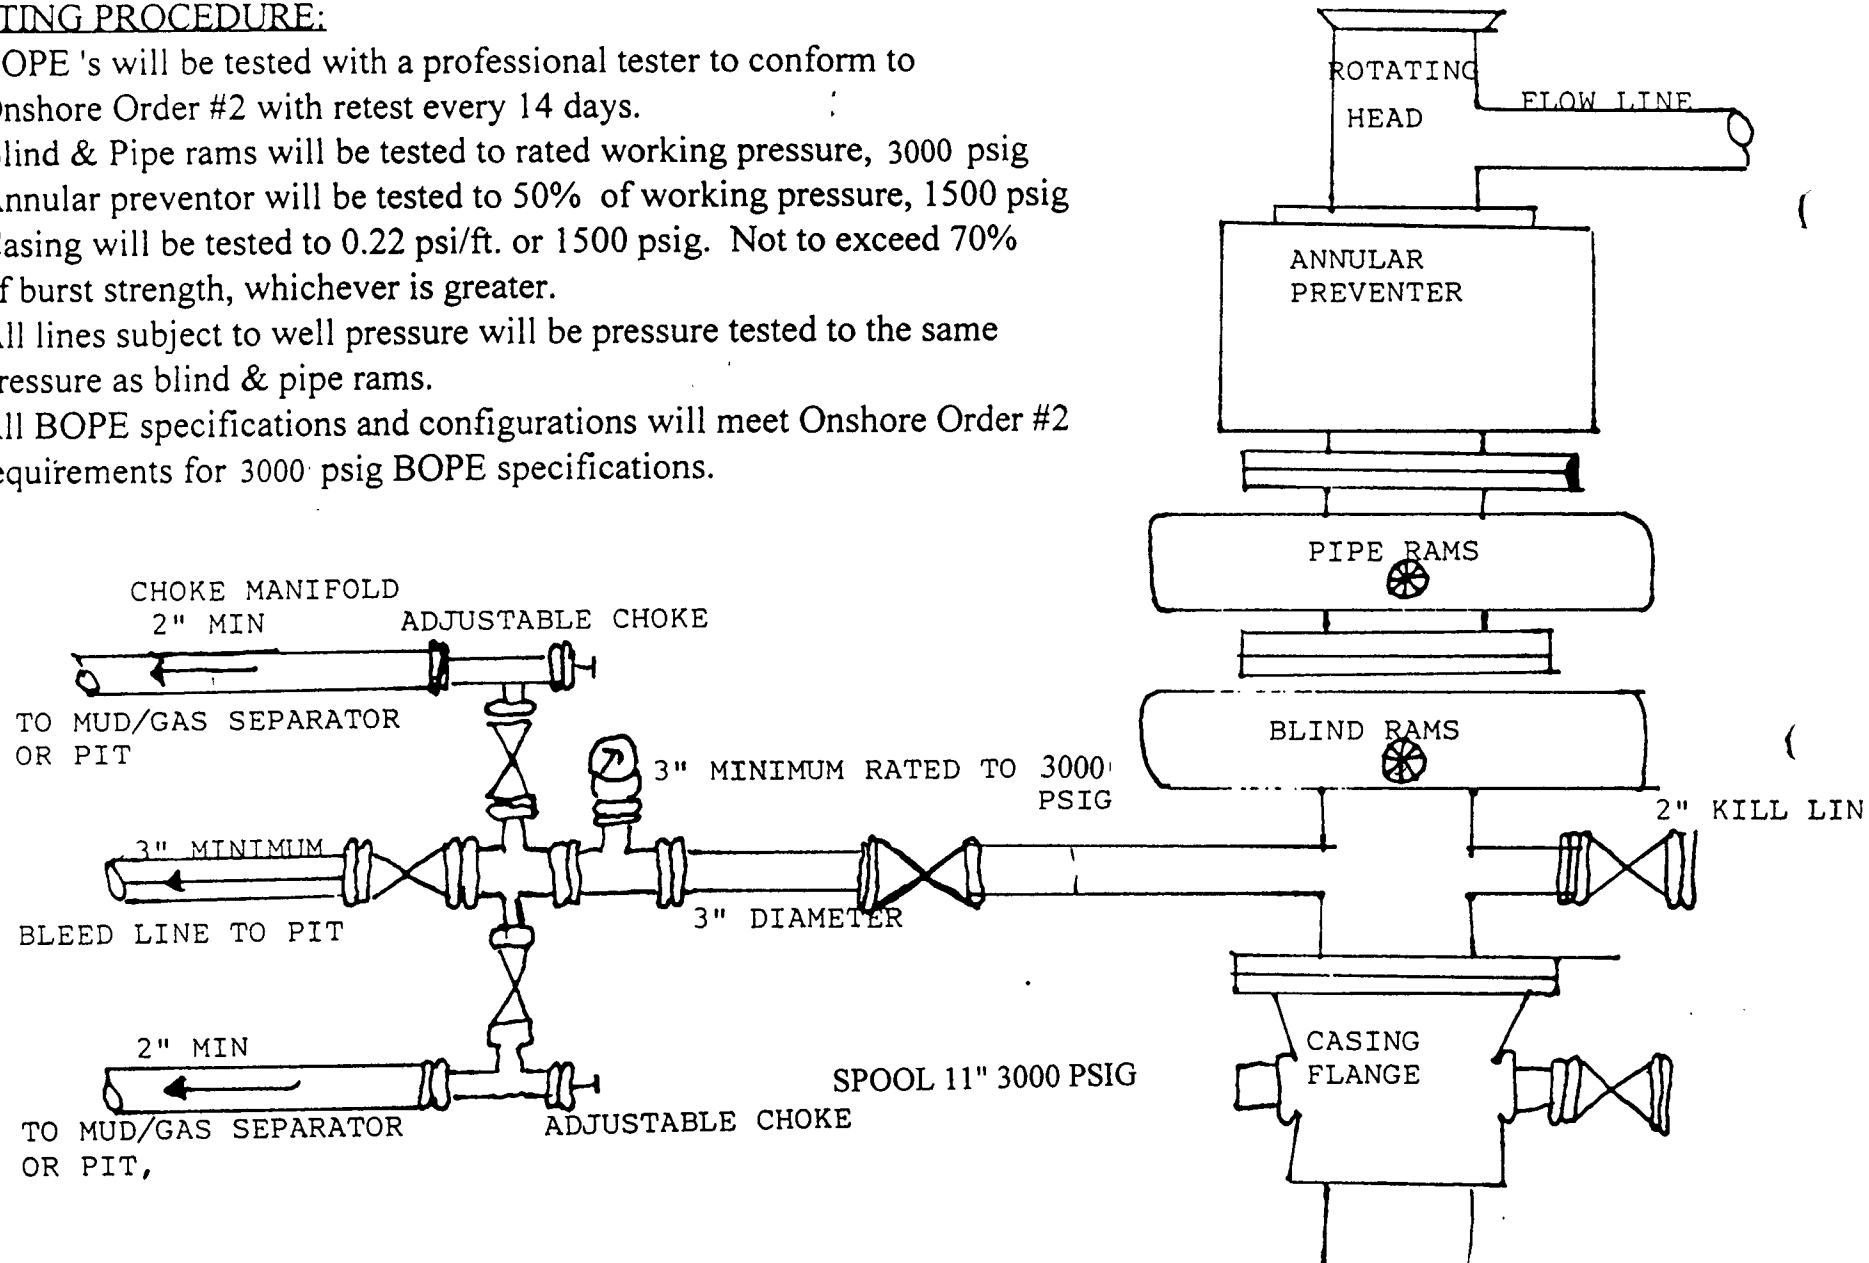 TING PROCEDURE:
OPE 's will be tested with a professional tester to conform to
nshore Order #2 with retest every 14 days.
lind & Pipe rams will be tested to rated working pressure, 3000 psig
nnular preventor will be tested to 50% of working pressure, 1500 psig
asing will be tested to 0.22 psi/ft. or 1500 psig. Not to exceed 70%
f burst strength, whichever is greater.
ll lines subject to well pressure will be pressure tested to the same
ressure as blind & pipe rams.
ll BOPE specifications and configurations will meet Onshore Order #2
equirements for 3000 psig BOPE specifications.
ROTATING
HEAD
FLOW LINE
ANNULAR
PREVENTER
PIPE RAMS
BLIND RAMS
2" KILL LIN
CHOKE MANIFOLD
2" MIN
ADJUSTABLE CHOKE
TO MUD/GAS SEPARATOR
OR PIT
3" MINIMUM RATED TO 3000
PSIG
3" MINIMUM
BLEED LINE TO PIT
3" DIAMETER
2" MIN
TO MUD/GAS SEPARATOR
OR PIT,
ADJUSTABLE CHOKE
SPOOL 11" 3000 PSIG
CASING
FLANGE